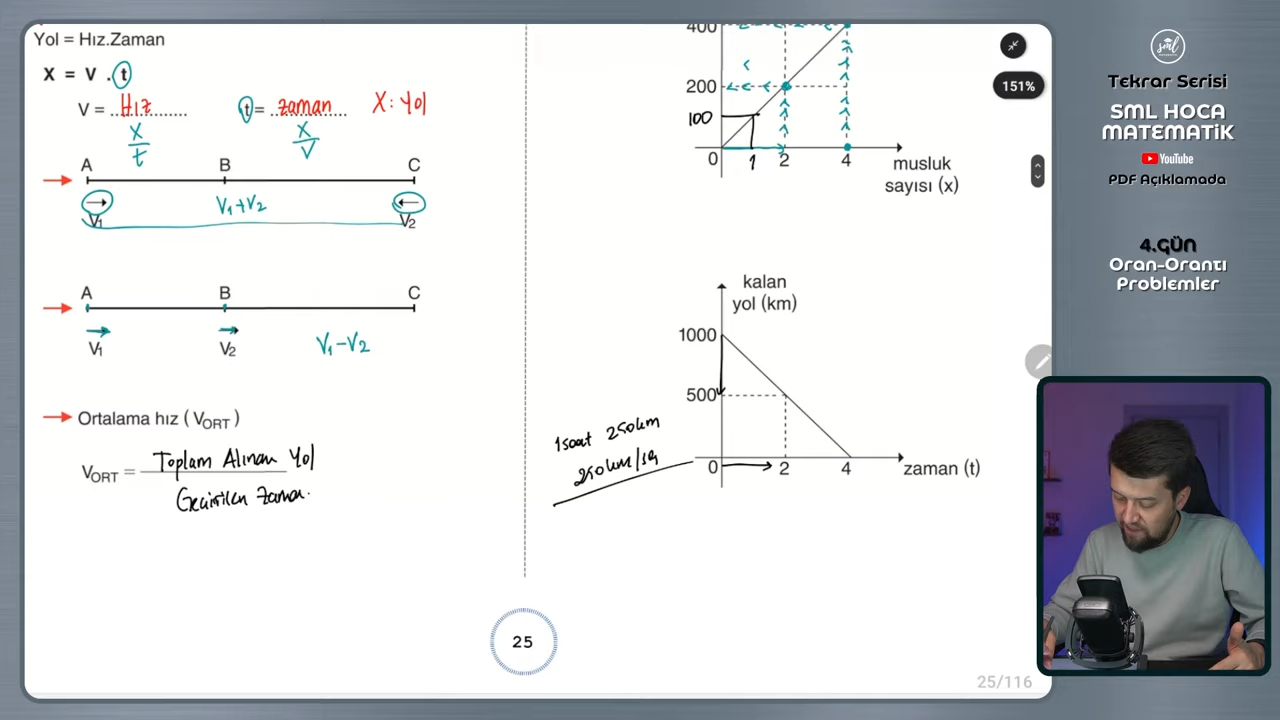 Yol = Hız.Zaman
X = V . t
V = Hız
X
t
t = zaman
X
V
X: Yol
A B C
V₁+V₂
V₁ V₂
A B C
V₁ V₂ V₁-V₂
Ortalama hız ( VORT )
VORT = Toplam Alınan Yol
Geçirilen Zaman.
400
200
100
0 1 2 4
musluk
sayısı (x)
kalan
yol (km)
1000
500
0 2 4
zaman (t)
1 saat 250km
250km/sa
25
25/116
151%
sml
Tekrar Serisi
SML HOCA
MATEMATİK
YouTube
PDF Açıklamada
4.GÜN
Oran-Orantı
Problemler